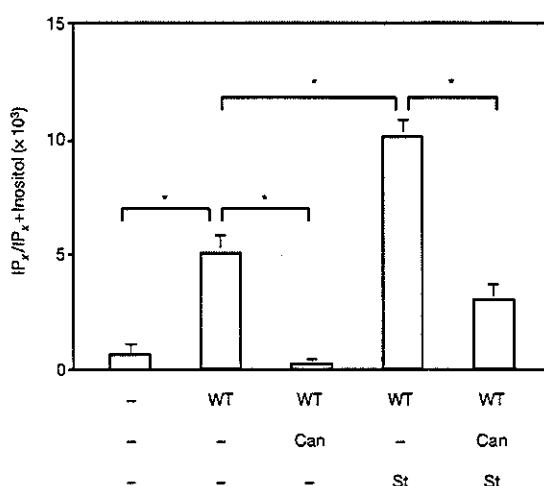 15
IPx/IPx+Inositol (x 10³)
10
* *
* *
5
0
– WT WT WT WT
– – Can – Can
– – – St St